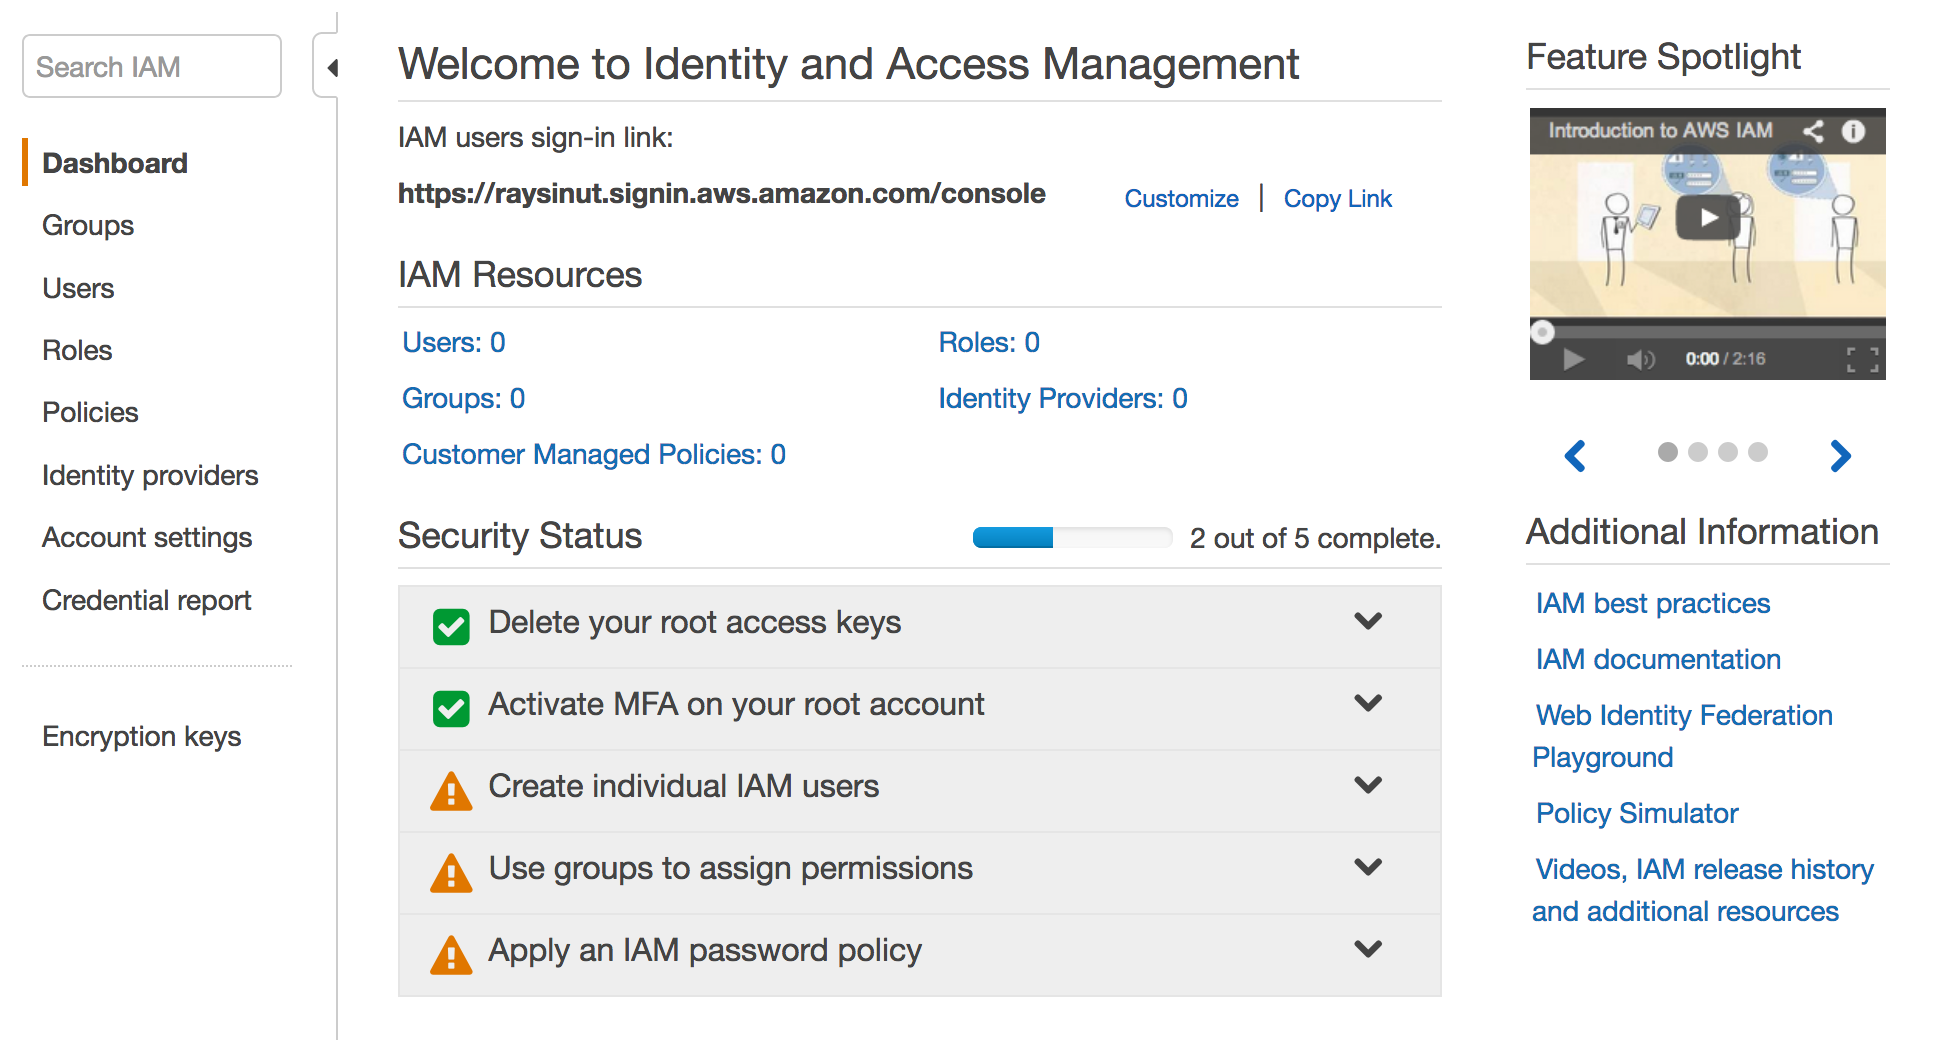 Search IAM
Dashboard
Groups
Users
Roles
Policies
Identity providers
Account settings
Credential report
Encryption keys
Welcome to Identity and Access Management
IAM users sign-in link:
https://raysinut.signin.aws.amazon.com/console
Customize | Copy Link
IAM Resources
Users: 0
Roles: 0
Groups: 0
Identity Providers: 0
Customer Managed Policies: 0
Security Status
2 out of 5 complete.
Delete your root access keys
Activate MFA on your root account
Create individual IAM users
Use groups to assign permissions
Apply an IAM password policy
Feature Spotlight
Introduction to AWS IAM
0:00 / 2:16
Additional Information
IAM best practices
IAM documentation
Web Identity Federation
Playground
Policy Simulator
Videos, IAM release history
and additional resources